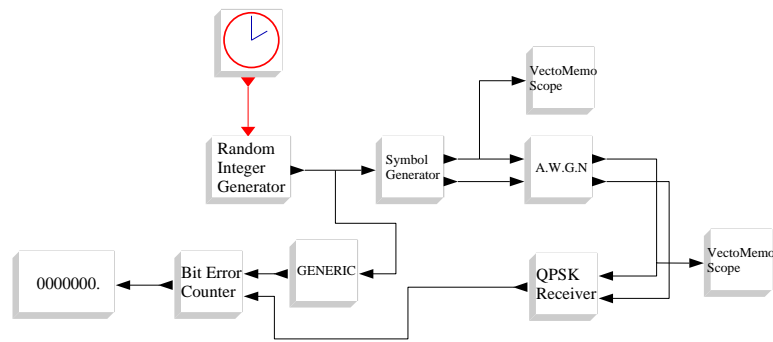 VectoMemo
Scope
Random
Integer
Generator
Symbol
Generator
A.W.G.N
VectoMemo
Scope
0000000.
Bit Error
Counter
GENERIC
QPSK
Receiver